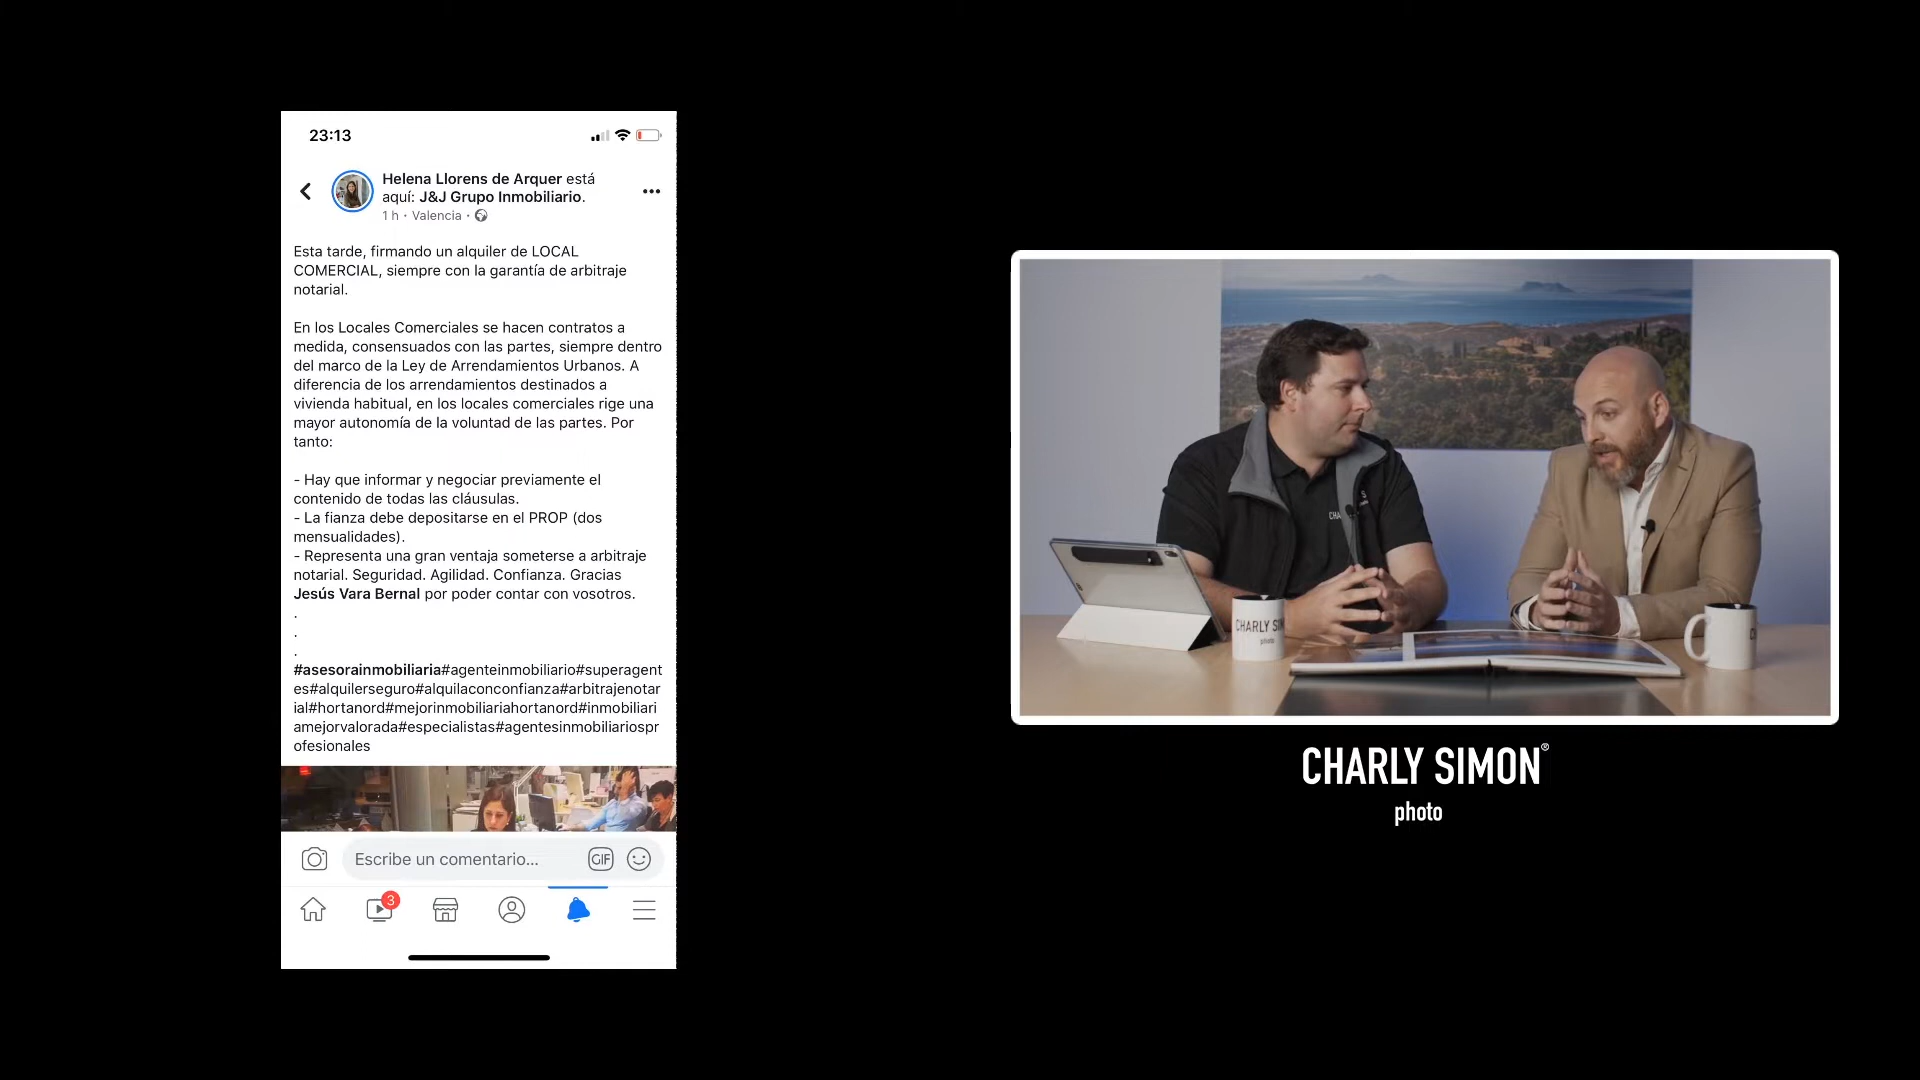 23:13
Helena Llorens de Arquer está
aquí: J&J Grupo Inmobiliario.
1 h · Valencia ·
Esta tarde, firmando un alquiler de LOCAL
COMERCIAL, siempre con la garantía de arbitraje
notarial.
En los Locales Comerciales se hacen contratos a
medida, consensuados con las partes, siempre dentro
del marco de la Ley de Arrendamientos Urbanos. A
diferencia de los arrendamientos destinados a
vivienda habitual, en los locales comerciales rige una
mayor autonomía de la voluntad de las partes. Por
tanto:
- Hay que informar y negociar previamente el
contenido de todas las cláusulas.
- La fianza debe depositarse en el PROP (dos
mensualidades).
- Representa una gran ventaja someterse a arbitraje
notarial. Seguridad. Agilidad. Confianza. Gracias
Jesús Vara Bernal por poder contar con vosotros.
.
.
.
#asesorainmobiliaria#agenteinmobiliario#superagent
es#alquilerseguro#alquilaconconfianza#arbitrajenotar
ial#hortanord#mejorinmobiliariahortanord#inmobiliari
amejorvalorada#especialistas#agentesinmobiliariospr
ofesionales
Escribe un comentario...
GIF
3
CHARLY SIM
photo
CHARLY SIMON®
photo